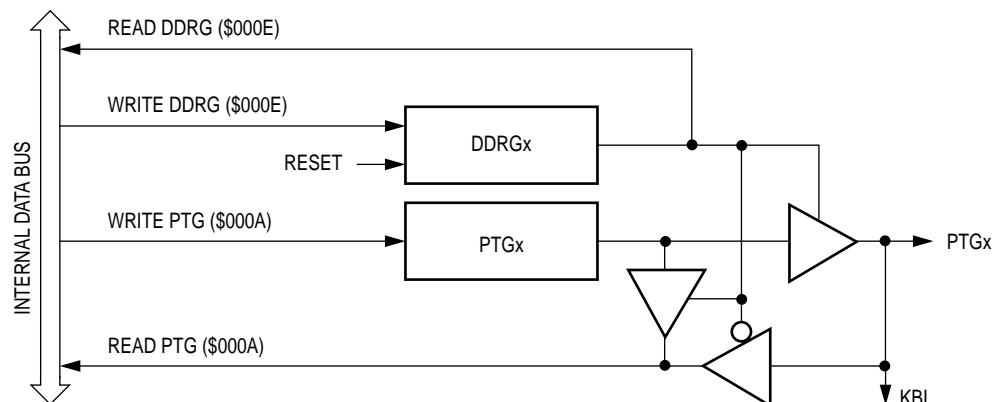 READ DDRG ($000E)
WRITE DDRG ($000E)
DDRGx
RESET
INTERNAL DATA BUS
WRITE PTG ($000A)
PTGx
PTGx
READ PTG ($000A)